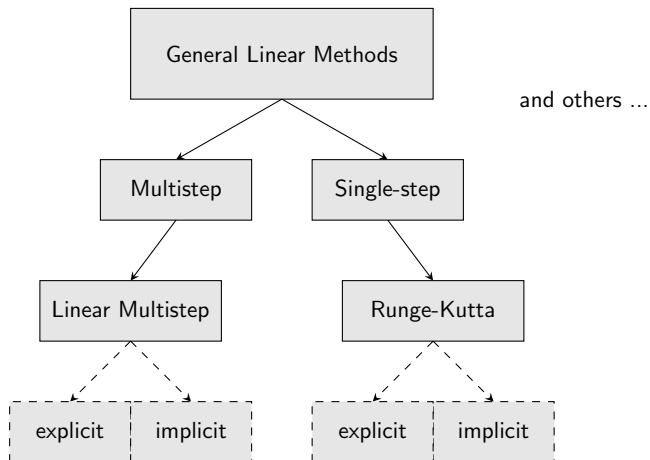 General Linear Methods
and others ...
Multistep
Single-step
Linear Multistep
Runge-Kutta
explicit
implicit
explicit
implicit